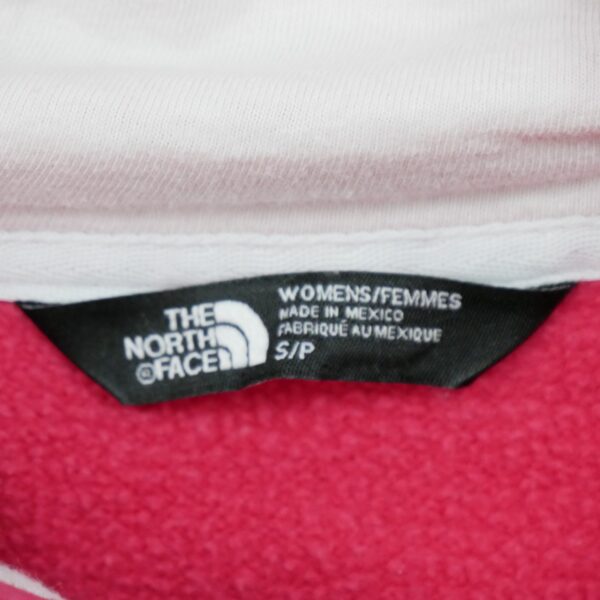 THE
NORTH
®FACE
WOMENS/FEMMES
MADE IN MEXICO
FABRIQUÉ AU MEXIQUE
S/P